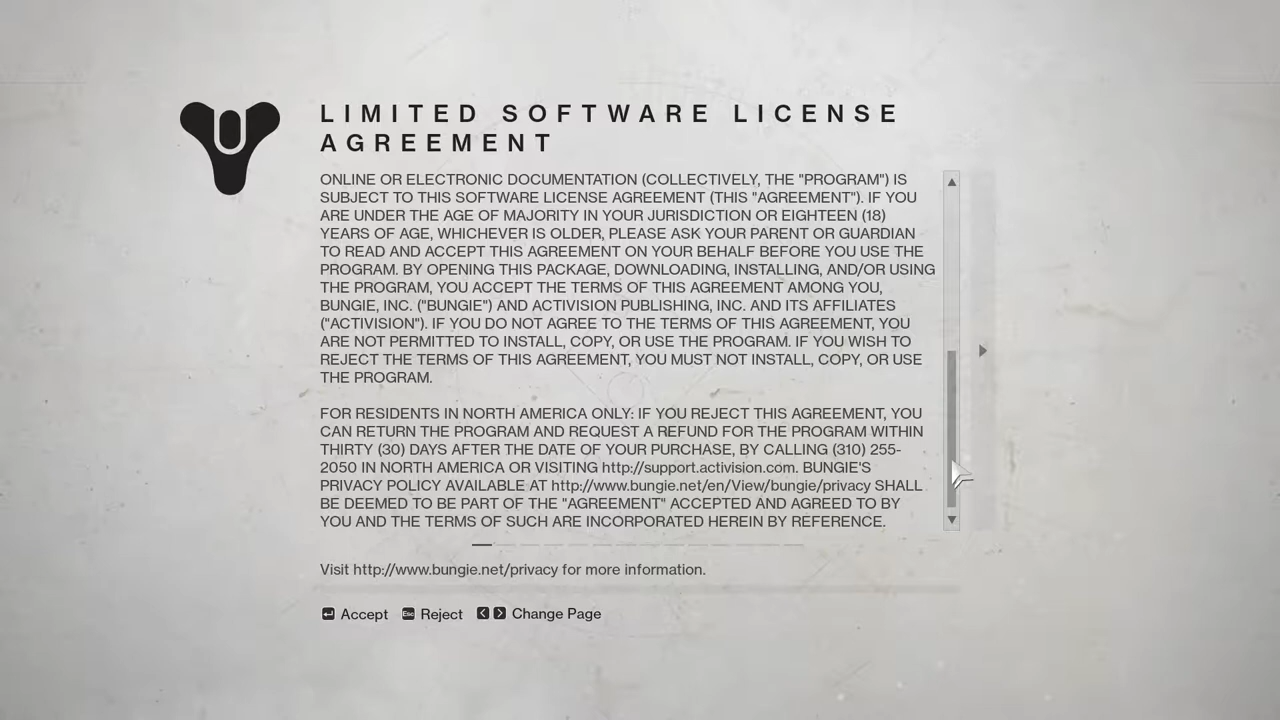 LIMITED SOFTWARE LICENSE
AGREEMENT
ONLINE OR ELECTRONIC DOCUMENTATION (COLLECTIVELY, THE "PROGRAM") IS
SUBJECT TO THIS SOFTWARE LICENSE AGREEMENT (THIS "AGREEMENT"). IF YOU
ARE UNDER THE AGE OF MAJORITY IN YOUR JURISDICTION OR EIGHTEEN (18)
YEARS OF AGE, WHICHEVER IS OLDER, PLEASE ASK YOUR PARENT OR GUARDIAN
TO READ AND ACCEPT THIS AGREEMENT ON YOUR BEHALF BEFORE YOU USE THE
PROGRAM. BY OPENING THIS PACKAGE, DOWNLOADING, INSTALLING, AND/OR USING
THE PROGRAM, YOU ACCEPT THE TERMS OF THIS AGREEMENT AMONG YOU,
BUNGIE, INC. ("BUNGIE") AND ACTIVISION PUBLISHING, INC. AND ITS AFFILIATES
("ACTIVISION"). IF YOU DO NOT AGREE TO THE TERMS OF THIS AGREEMENT, YOU
ARE NOT PERMITTED TO INSTALL, COPY, OR USE THE PROGRAM. IF YOU WISH TO
REJECT THE TERMS OF THIS AGREEMENT, YOU MUST NOT INSTALL, COPY, OR USE
THE PROGRAM.
FOR RESIDENTS IN NORTH AMERICA ONLY: IF YOU REJECT THIS AGREEMENT, YOU
CAN RETURN THE PROGRAM AND REQUEST A REFUND FOR THE PROGRAM WITHIN
THIRTY (30) DAYS AFTER THE DATE OF YOUR PURCHASE, BY CALLING (310) 255-
2050 IN NORTH AMERICA OR VISITING http://support.activision.com. BUNGIE'S
PRIVACY POLICY AVAILABLE AT http://www.bungie.net/en/View/bungie/privacy SHALL
BE DEEMED TO BE PART OF THE "AGREEMENT" ACCEPTED AND AGREED TO BY
YOU AND THE TERMS OF SUCH ARE INCORPORATED HEREIN BY REFERENCE.
Visit http://www.bungie.net/privacy for more information.
Accept Esc Reject Change Page